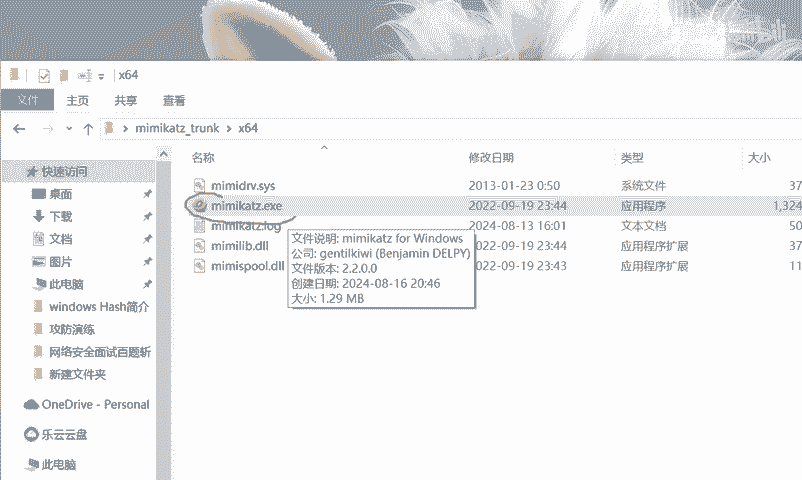 x64
文件 主页 共享 查看
mimikatz_trunk x64
名称 修改日期 类型 大小
快速访问
桌面
下载
文档
图片
此电脑
windows Hash简介
攻防演练
网络安全面试百题斩
新建文件夹
OneDrive - Personal
乐云云盘
此电脑
mimidrv.sys 2013-01-23 0:50 系统文件 37
mimikatz.exe 2022-09-19 23:44 应用程序 1,324
mimikatz.log 2024-08-13 16:01 文本文档 50
mimilib.dll 2022-09-19 23:44 应用程序扩展 37
mimispool.dll 2022-09-19 23:43 应用程序扩展 11
文件说明: mimikatz for Windows
公司: gentilkiwi (Benjamin DELPY)
文件版本: 2.2.0.0
创建日期: 2024-08-16 20:46
大小: 1.29 MB